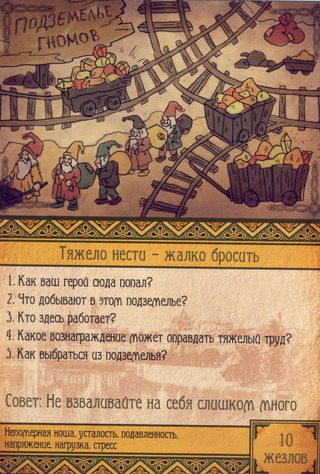 ПОДЗЕМЕЛЬЕ
ГНОМОВ
Тяжело нести – жалко бросить
1. Как ваш герой сюда попал?
2. Что добывают в этом подземелье?
3. Кто здесь работает?
4. Какое вознаграждение может оправдать тяжелый труд?
5. Как выбраться из подземелья?
Совет: Не взваливайте на себя слишком много
Непомерная ноша, усталость, подавленность,
напряжение, нагрузка, стресс
10
жезлов